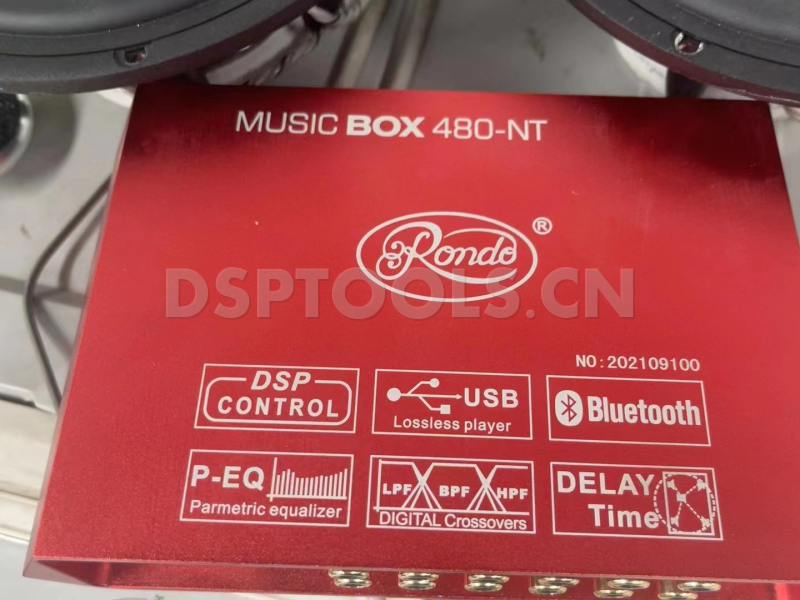 MUSIC BOX 480-NT
Rondo ®
DSPTOOLS.CN
NO:202109100
DSP
CONTROL
USB
Lossless player
Bluetooth
P-EQ
Parmetric equalizer
LPF BPF HPF
DIGITAL Crossovers
DELAY
Time